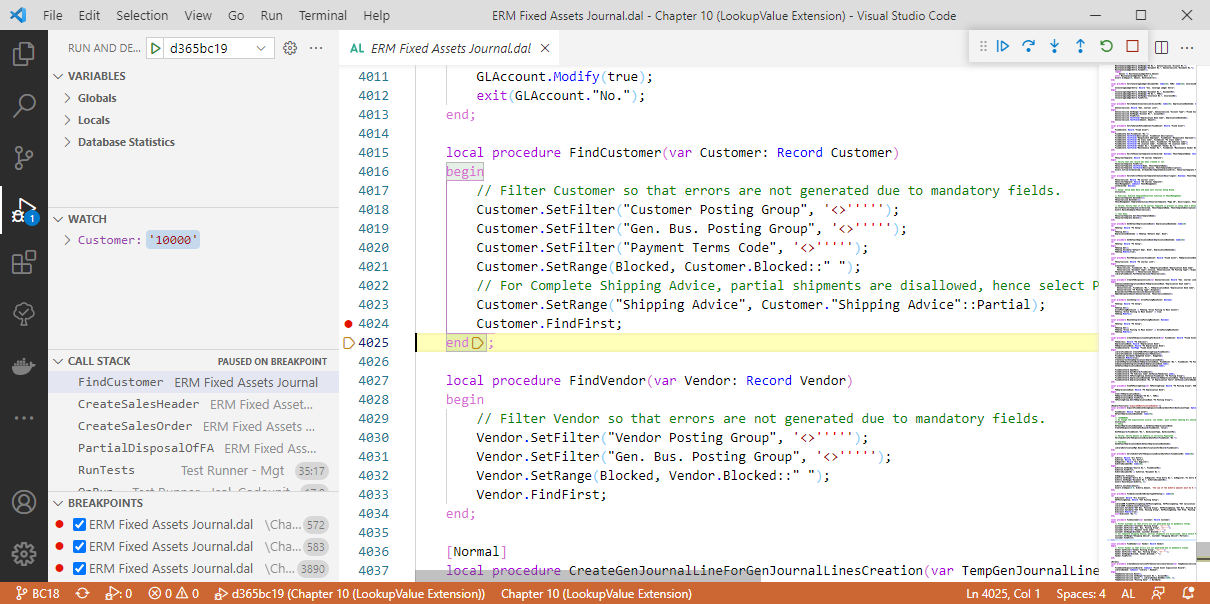 File Edit Selection View Go Run Terminal Help ERM Fixed Assets Journal.dal - Chapter 10 (LookupValue Extension) - Visual Studio Code
RUN AND DE... d365bc19
AL ERM Fixed Assets Journal.dal
VARIABLES
Globals
Locals
Database Statistics
WATCH
Customer: '10000'
1
CALL STACK PAUSED ON BREAKPOINT
FindCustomer ERM Fixed Assets Journal
CreateSalesHeader ERM Fixed Asset...
CreateSalesOrder ERM Fixed Assets ...
PartialDisposalOfFA ERM Fixed Ass...
RunTests Test Runner - Mgt 35:17
BREAKPOINTS
ERM Fixed Assets Journal.dal \Cha... 572
ERM Fixed Assets Journal.dal \Cha... 583
ERM Fixed Assets Journal.dal \Ch... 3890
4011 GLAccount.Modify(true);
4012 exit(GLAccount."No.");
4013 end;
4014
4015 local procedure FindCustomer(var Customer: Record Customer)
4016 begin
4017 // Filter Customer so that errors are not generated due to mandatory fields.
4018 Customer.SetFilter("Customer Posting Group", '<>''''');
4019 Customer.SetFilter("Gen. Bus. Posting Group", '<>''''');
4020 Customer.SetFilter("Payment Terms Code", '<>''''');
4021 Customer.SetRange(Blocked, Customer.Blocked::" ");
4022 // For Complete Shipping Advice, partial shipments are disallowed, hence select P
4023 Customer.SetRange("Shipping Advice", Customer."Shipping Advice"::Partial);
4024 Customer.FindFirst;
4025 end;
4026
4027 local procedure FindVendor(var Vendor: Record Vendor)
4028 begin
4029 // Filter Vendor so that errors are not generated due to mandatory fields.
4030 Vendor.SetFilter("Vendor Posting Group", '<>''''');
4031 Vendor.SetFilter("Gen. Bus. Posting Group", '<>''''');
4032 Vendor.SetRange(Blocked, Vendor.Blocked::" ");
4033 Vendor.FindFirst;
4034 end;
4035
4036 [Normal]
4037 local procedure CreateGenJournalLineForGenJournalLinesCreation(var TempGenJournalLine
BC18 0 0 0 d365bc19 (Chapter 10 (LookupValue Extension)) Chapter 10 (LookupValue Extension) Ln 4025, Col 1 Spaces: 4 AL